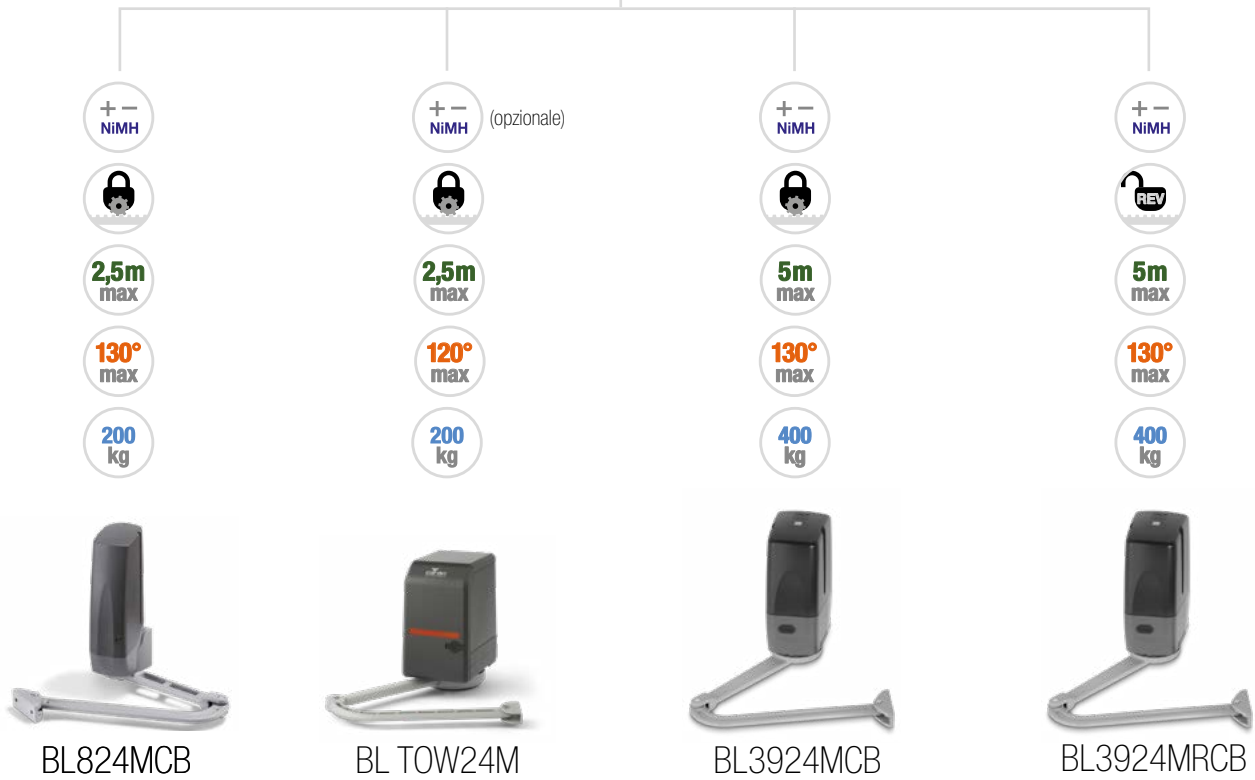 + −
NiMH
+ −
NiMH
(opzionale)
+ −
NiMH
+ −
NiMH
REV
2,5m
max
2,5m
max
5m
max
5m
max
130°
max
120°
max
130°
max
130°
max
200
kg
200
kg
400
kg
400
kg
BL824MCB
BL TOW24M
BL3924MCB
BL3924MRCB